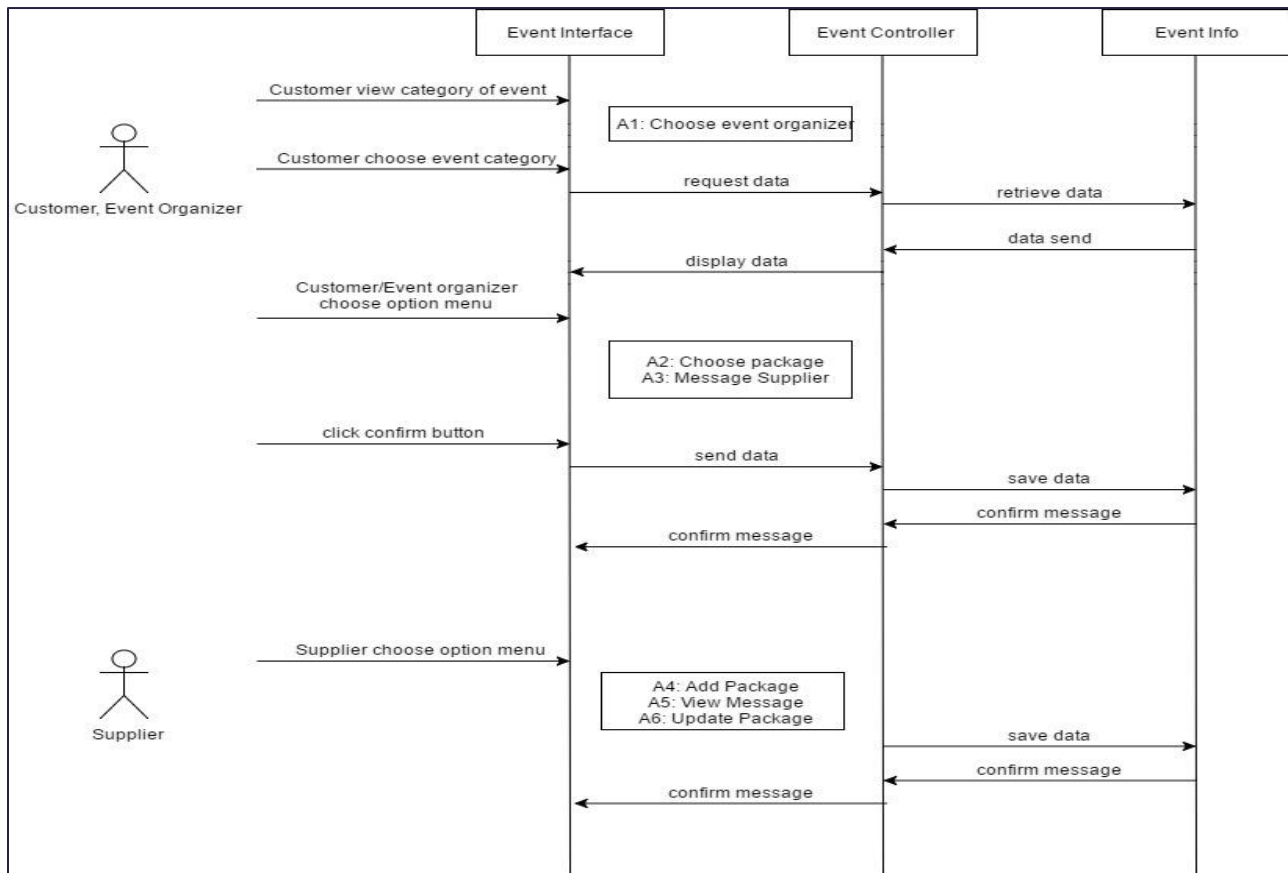 Event Interface
Event Controller
Event Info
Customer view category of event
A1: Choose event organizer
Customer choose event category
request data
retrieve data
Customer, Event Organizer
data send
display data
Customer/Event organizer
choose option menu
A2: Choose package
A3: Message Supplier
click confirm button
send data
save data
confirm message
confirm message
Supplier choose option menu
A4: Add Package
A5: View Message
A6: Update Package
Supplier
save data
confirm message
confirm message